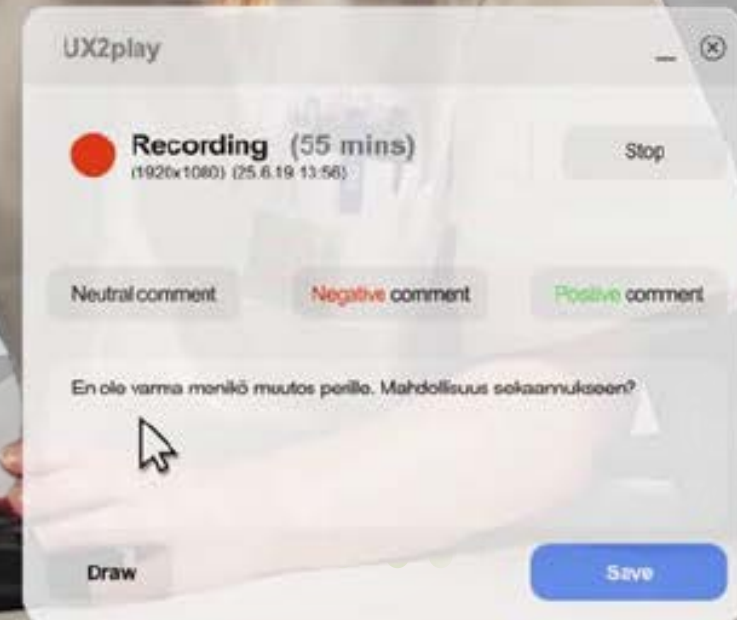 UX2play
Recording (55 mins)
Stop
(1920x1080) (25.6.19 13:56)
Neutral comment
Negative comment
Positive comment
En ole varma menikö muutos perille. Mahdollisuus sekaannukseen?
Draw
Save